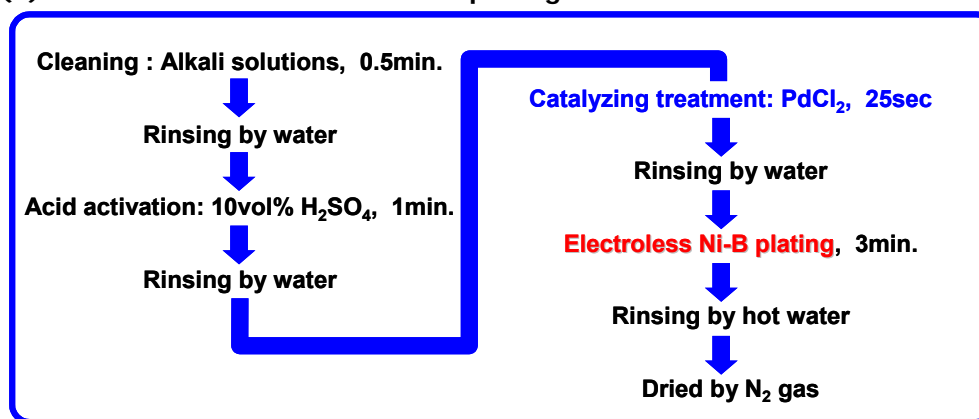 Cleaning : Alkali solutions, 0.5min.
Rinsing by water
Acid activation: 10vol% H₂SO₄, 1min.
Rinsing by water
Catalyzing treatment: PdCl₂, 25sec
Rinsing by water
Electroless Ni-B plating, 3min.
Rinsing by hot water
Dried by N₂ gas